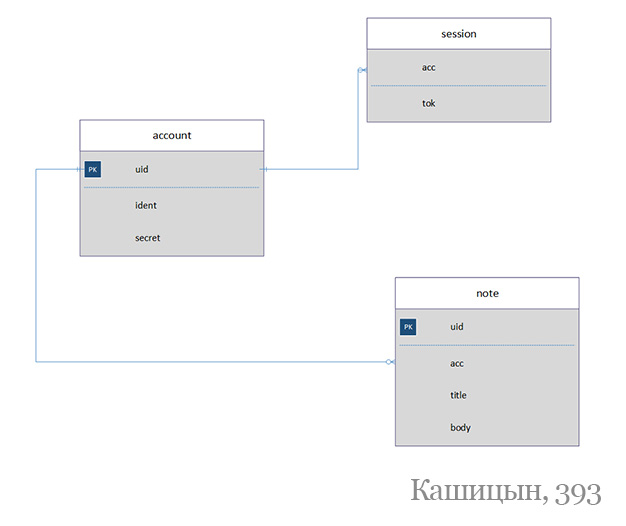 session
acc
tok
account
PK
uid
ident
secret
note
PK
uid
acc
title
body
Кашицын, 393